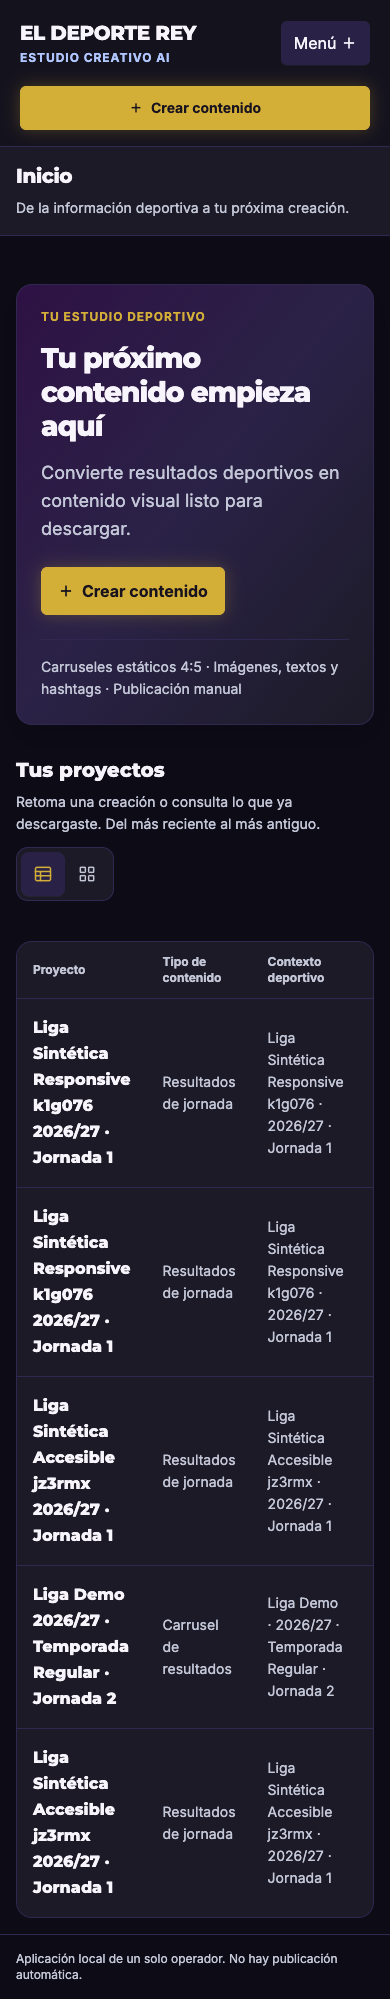 EL DEPORTE REY
ESTUDIO CREATIVO AI
Menú +
+ Crear contenido
Inicio
De la información deportiva a tu próxima creación.
TU ESTUDIO DEPORTIVO
Tu próximo
contenido empieza
aquí
Convierte resultados deportivos en
contenido visual listo para
descargar.
+ Crear contenido
Carruseles estáticos 4:5 · Imágenes, textos y
hashtags · Publicación manual
Tus proyectos
Retoma una creación o consulta lo que ya
descargaste. Del más reciente al más antiguo.
Proyecto
Tipo de
contenido
Contexto
deportivo
Liga
Sintética
Responsive
k1g076
2026/27 ·
Jornada 1
Resultados
de jornada
Liga
Sintética
Responsive
k1g076 ·
2026/27 ·
Jornada 1
Liga
Sintética
Responsive
k1g076
2026/27 ·
Jornada 1
Resultados
de jornada
Liga
Sintética
Responsive
k1g076 ·
2026/27 ·
Jornada 1
Liga
Sintética
Accesible
jz3rmx
2026/27 ·
Jornada 1
Resultados
de jornada
Liga
Sintética
Accesible
jz3rmx ·
2026/27 ·
Jornada 1
Liga Demo
2026/27 ·
Temporada
Regular ·
Jornada 2
Carrusel
de
resultados
Liga Demo
· 2026/27 ·
Temporada
Regular ·
Jornada 2
Liga
Sintética
Accesible
jz3rmx
2026/27 ·
Jornada 1
Resultados
de jornada
Liga
Sintética
Accesible
jz3rmx ·
2026/27 ·
Jornada 1
Aplicación local de un solo operador. No hay publicación
automática.